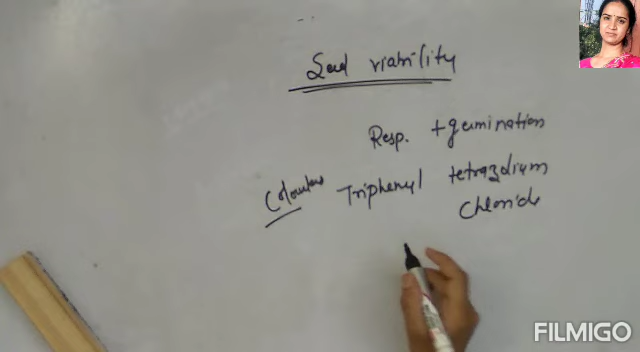 Seed viability
Resp. + germination
Colourless Triphenyl tetrazolium
Chloride
FILMIGO